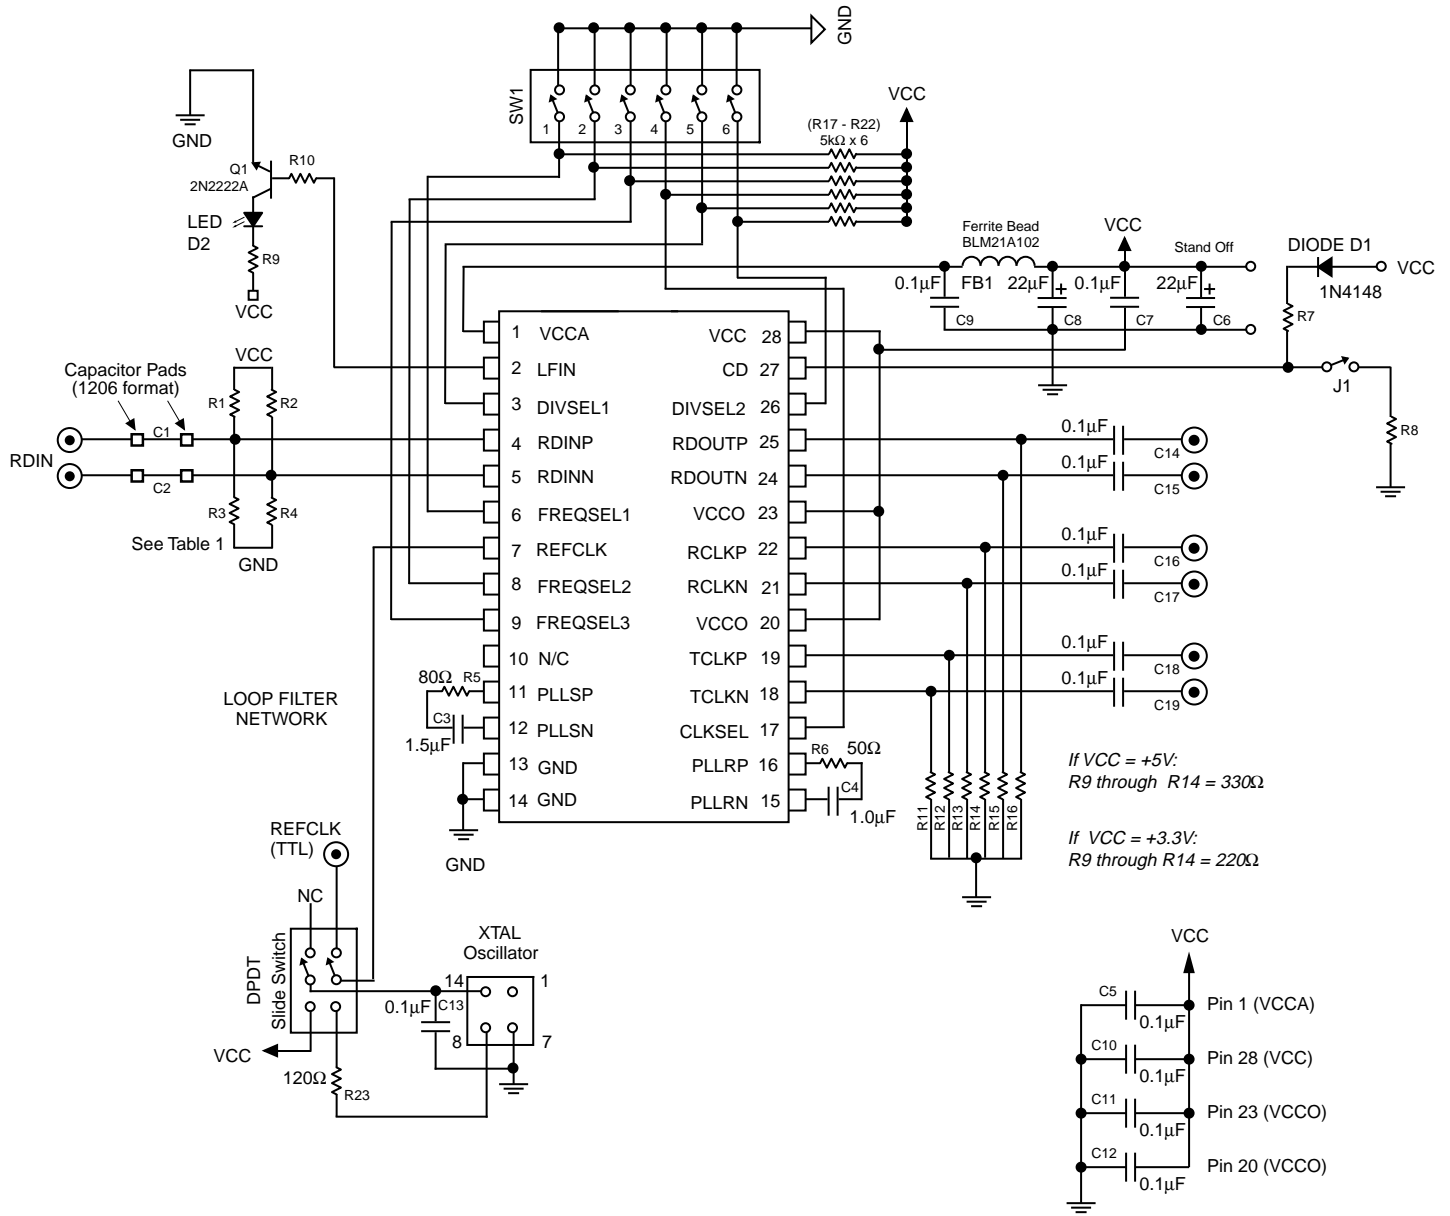 GND
SW1
1 2 3 4 5 6
VCC
(R17 - R22)
5kΩ x 6
GND
Q1
2N2222A
R10
LED
D2
R9
VCC
Ferrite Bead
BLM21A102
VCC
Stand Off
DIODE D1
VCC
0.1µF
FB1
22µF
+
0.1µF
22µF
+
1N4148
C9
C8
C7
C6
R7
J1
R8
VCC
Capacitor Pads
(1206 format)
R1
R2
C1
RDIN
C2
R3
R4
See Table 1
GND
1 VCCA
2 LFIN
3 DIVSEL1
4 RDINP
5 RDINN
6 FREQSEL1
7 REFCLK
8 FREQSEL2
9 FREQSEL3
10 N/C
11 PLLSP
12 PLLSN
13 GND
14 GND
VCC 28
CD 27
DIVSEL2 26
RDOUTP 25
RDOUTN 24
VCCO 23
RCLKP 22
RCLKN 21
VCCO 20
TCLKP 19
TCLKN 18
CLKSEL 17
PLLRP 16
PLLRN 15
0.1µF
C14
0.1µF
C15
0.1µF
C16
0.1µF
C17
0.1µF
C18
0.1µF
C19
80Ω
R5
C3
1.5µF
LOOP FILTER
NETWORK
GND
R6
50Ω
C4
1.0µF
R11
R12
R13
R14
R15
R16
If VCC = +5V:
R9 through R14 = 330Ω
If VCC = +3.3V:
R9 through R14 = 220Ω
REFCLK
(TTL)
NC
DPDT
Slide Switch
VCC
120Ω
R23
XTAL
Oscillator
14
1
0.1µF
C13
8
7
VCC
C5
0.1µF
Pin 1 (VCCA)
C10
0.1µF
Pin 28 (VCC)
C11
0.1µF
Pin 23 (VCCO)
C12
0.1µF
Pin 20 (VCCO)